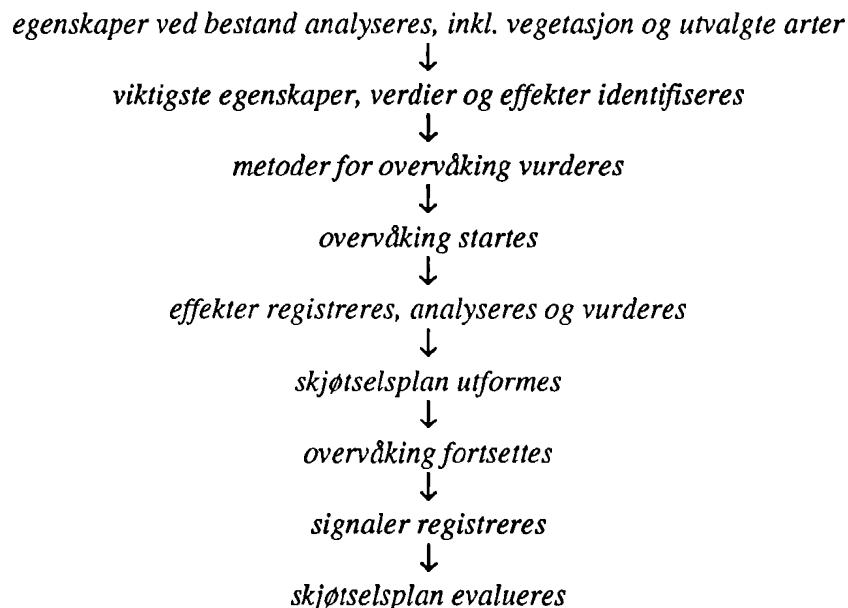 egenskaper ved bestand analyseres, inkl. vegetasjon og utvalgte arter
↓
viktigste egenskaper, verdier og effekter identifiseres
↓
metoder for overvåking vurderes
↓
overvåking startes
↓
effekter registreres, analyseres og vurderes
↓
skjøtselsplan utformes
↓
overvåking fortsettes
↓
signaler registreres
↓
skjøtselsplan evalueres